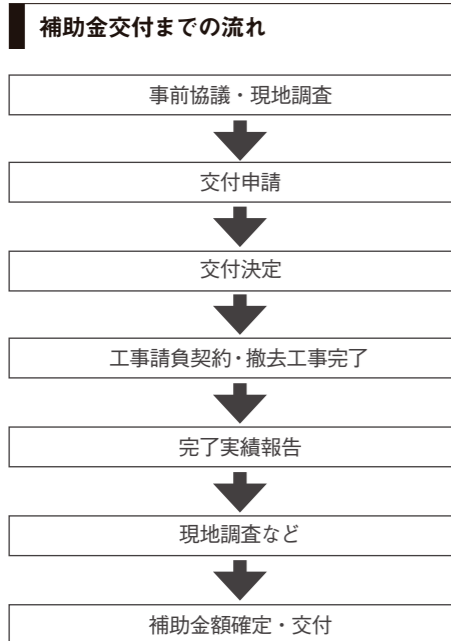 補助金交付までの流れ
事前協議・現地調査
交付申請
交付決定
工事請負契約・撤去工事完了
完了実績報告
現地調査など
補助金額確定・交付